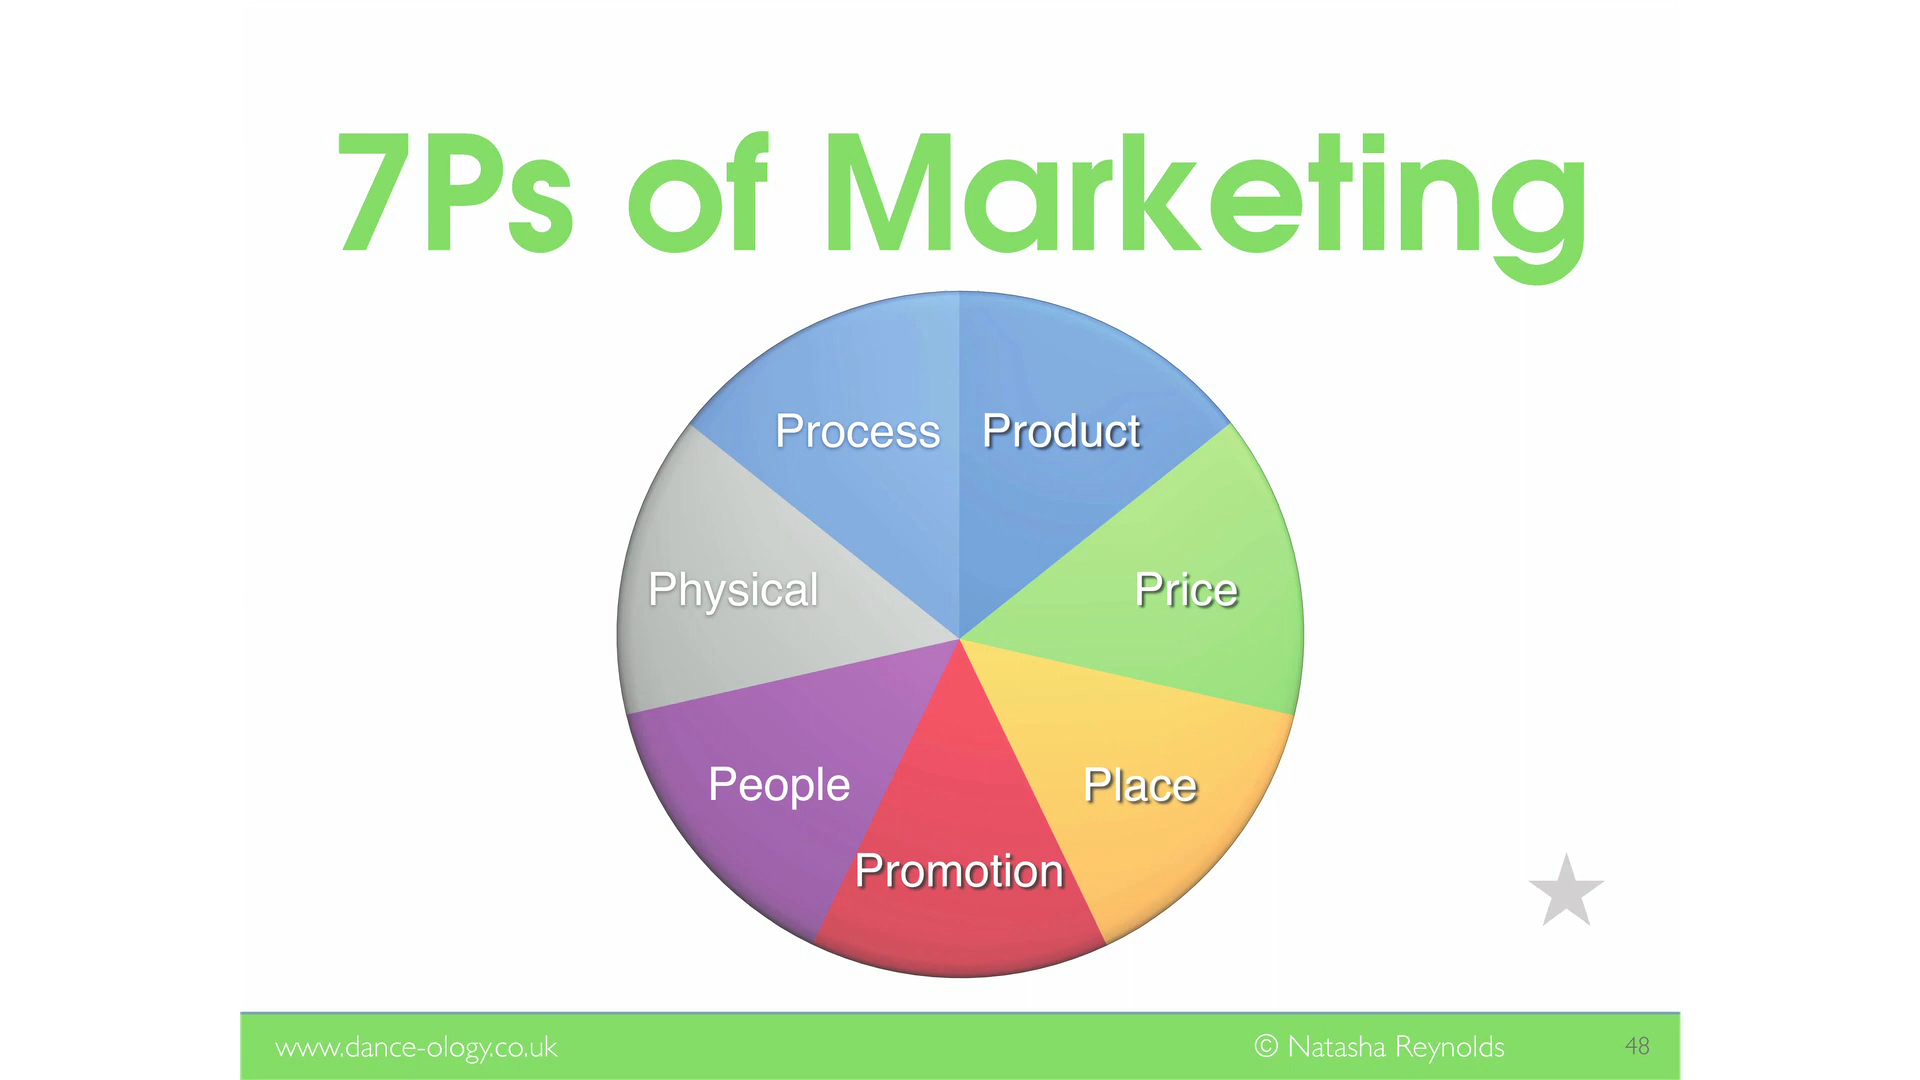 7Ps of Marketing
Process
Product
Physical
Price
People
Place
Promotion
www.dance-ology.co.uk
© Natasha Reynolds
48